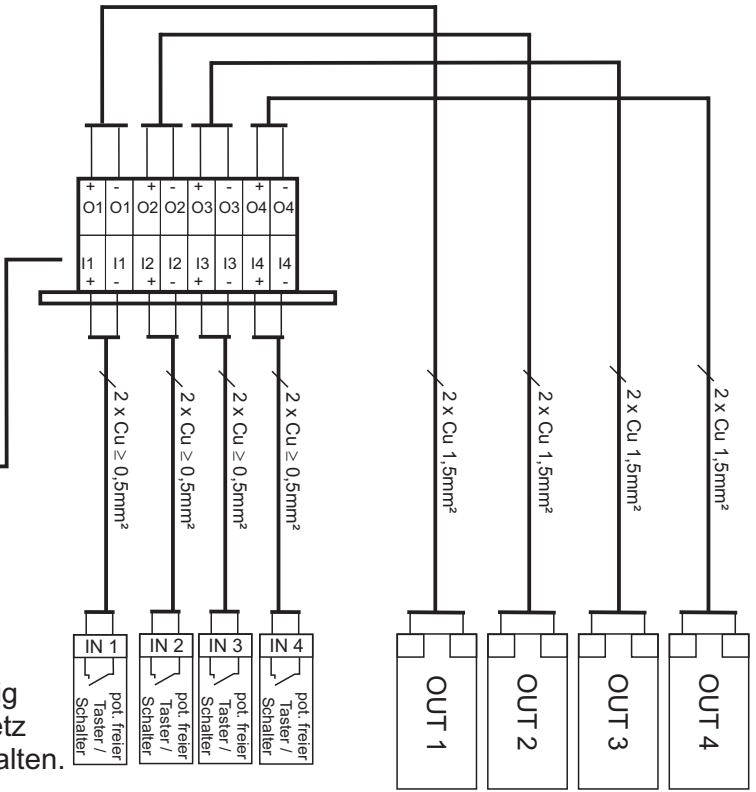 + - + - + - + -
O1 O1 O2 O2 O3 O3 O4 O4
I1 I1 I2 I2 I3 I3 I4 I4
+ - + - + - + -
2 x Cu ≥ 0,5mm²
2 x Cu ≥ 0,5mm²
2 x Cu ≥ 0,5mm²
2 x Cu ≥ 0,5mm²
2 x Cu 1,5mm²
2 x Cu 1,5mm²
2 x Cu 1,5mm²
2 x Cu 1,5mm²
IN 1
pot. freier
Taster /
Schalter
IN 2
pot. freier
Taster /
Schalter
IN 3
pot. freier
Taster /
Schalter
IN 4
pot. freier
Taster /
Schalter
OUT 1
OUT 2
OUT 3
OUT 4
ig
etz
alten.